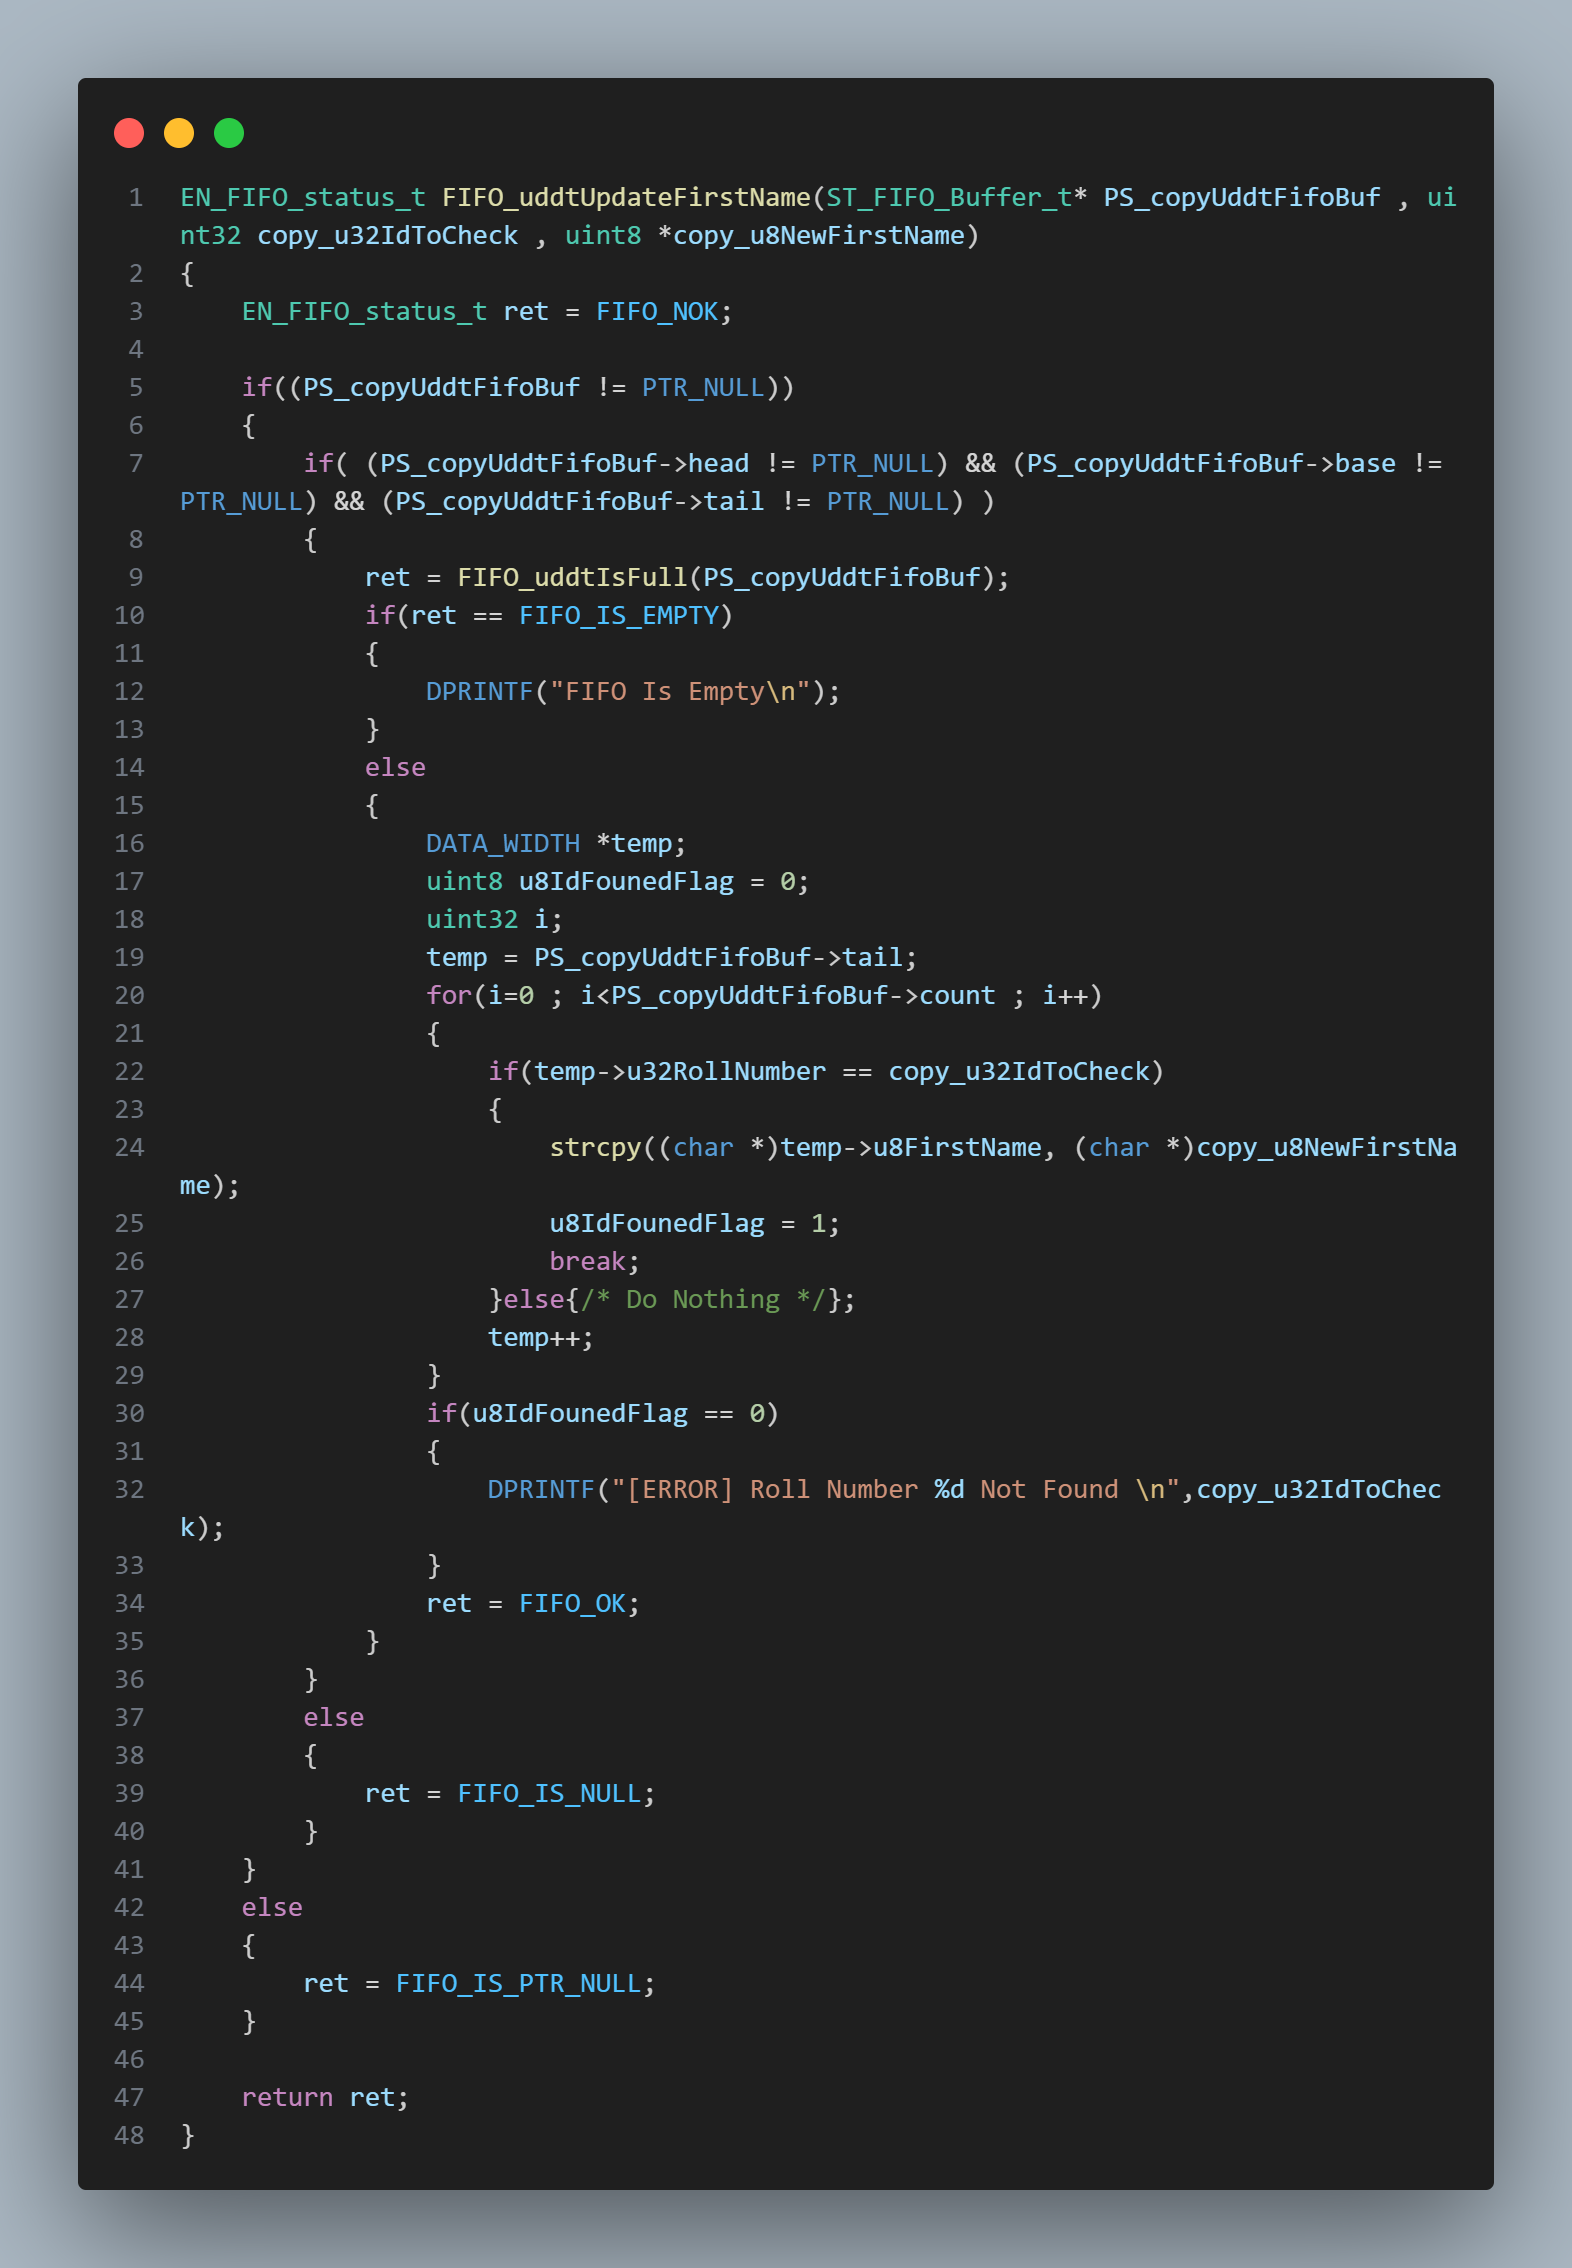 1 EN_FIFO_status_t FIFO_uddtUpdateFirstName(ST_FIFO_Buffer_t* PS_copyUddtFifoBuf , ui
nt32 copy_u32IdToCheck , uint8 *copy_u8NewFirstName)
2 {
3     EN_FIFO_status_t ret = FIFO_NOK;
4
5     if((PS_copyUddtFifoBuf != PTR_NULL))
6     {
7         if( (PS_copyUddtFifoBuf->head != PTR_NULL) && (PS_copyUddtFifoBuf->base !=
PTR_NULL) && (PS_copyUddtFifoBuf->tail != PTR_NULL) )
8         {
9             ret = FIFO_uddtIsFull(PS_copyUddtFifoBuf);
10             if(ret == FIFO_IS_EMPTY)
11             {
12                 DPRINTF("FIFO Is Empty\n");
13             }
14             else
15             {
16                 DATA_WIDTH *temp;
17                 uint8 u8IdFounedFlag = 0;
18                 uint32 i;
19                 temp = PS_copyUddtFifoBuf->tail;
20                 for(i=0 ; i<PS_copyUddtFifoBuf->count ; i++)
21                 {
22                     if(temp->u32RollNumber == copy_u32IdToCheck)
23                     {
24                         strcpy((char *)temp->u8FirstName, (char *)copy_u8NewFirstNa
me);
25                         u8IdFounedFlag = 1;
26                         break;
27                     }else{/* Do Nothing */};
28                     temp++;
29                 }
30                 if(u8IdFounedFlag == 0)
31                 {
32                     DPRINTF("[ERROR] Roll Number %d Not Found \n",copy_u32IdToChec
k);
33                 }
34                 ret = FIFO_OK;
35             }
36         }
37         else
38         {
39             ret = FIFO_IS_NULL;
40         }
41     }
42     else
43     {
44         ret = FIFO_IS_PTR_NULL;
45     }
46
47     return ret;
48 }